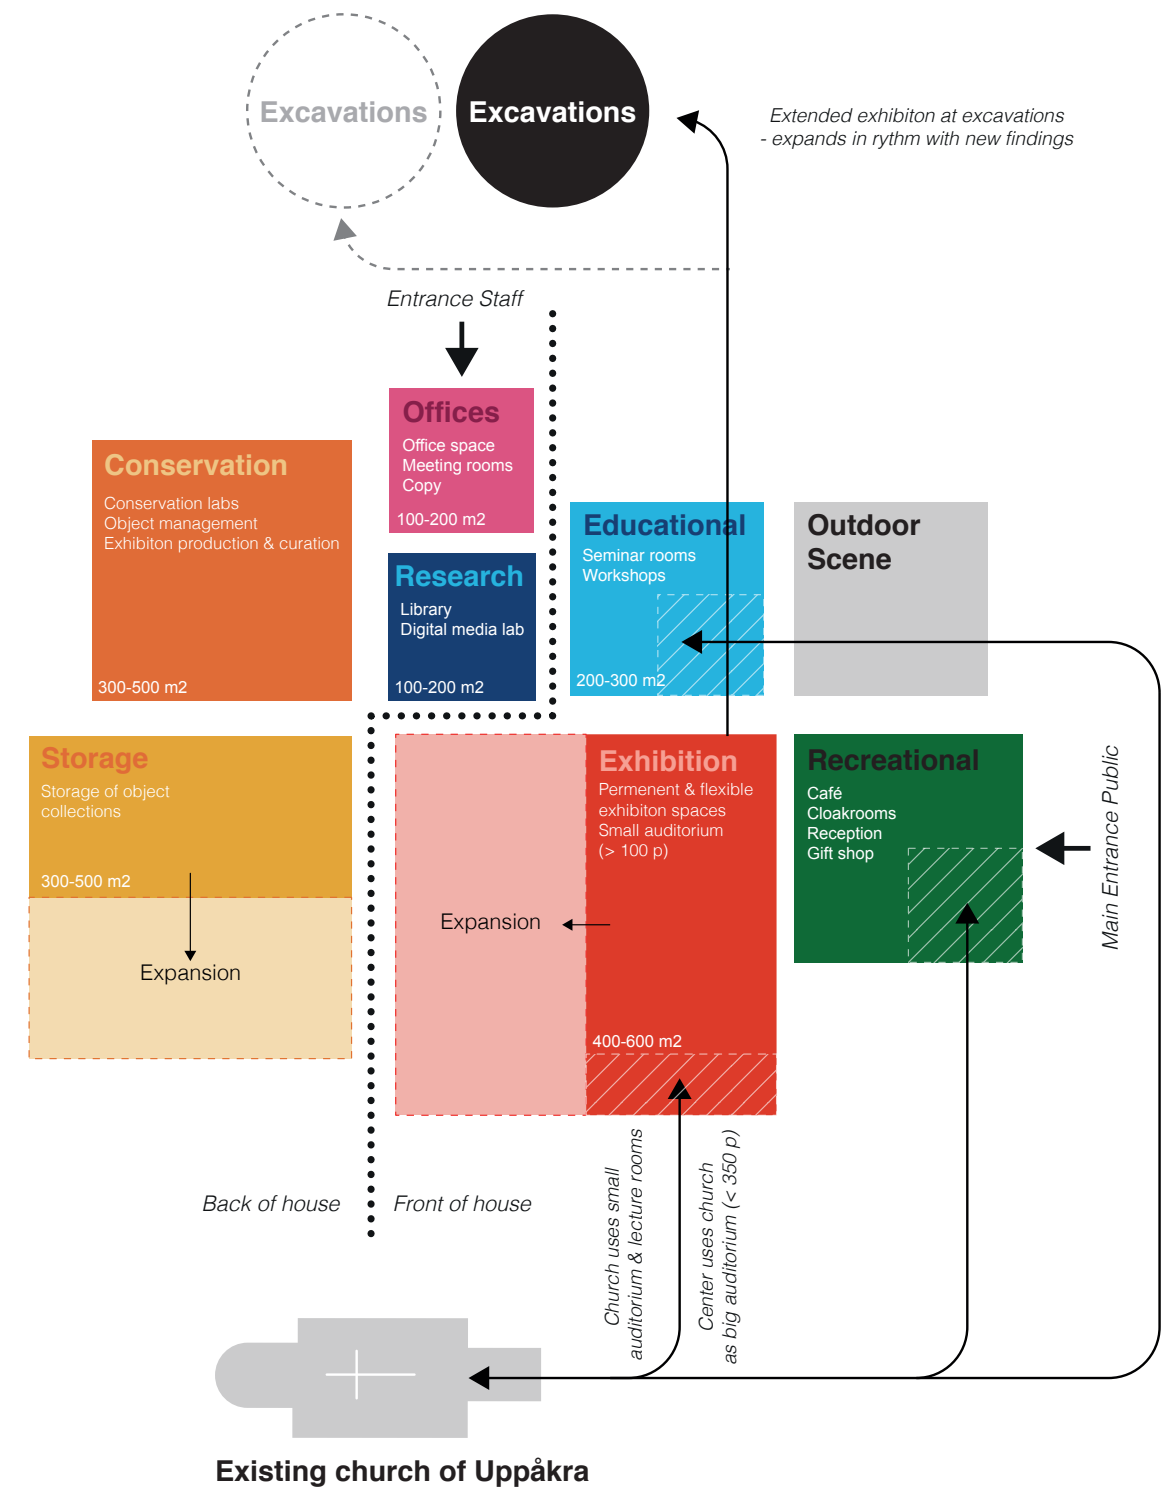 Excavations
Excavations
Extended exhibiton at excavations
- expands in rythm with new findings
Entrance Staff
Offices
Office space
Meeting rooms
Copy
100-200 m2
Conservation
Conservation labs
Object management
Exhibiton production & curation
300-500 m2
Research
Library
Digital media lab
100-200 m2
Educational
Seminar rooms
Workshops
200-300 m2
Outdoor
Scene
Storage
Storage of object
collections
300-500 m2
Expansion
Exhibition
Permenent & flexible
exhibiton spaces
Small auditorium
(> 100 p)
Expansion
400-600 m2
Recreational
Café
Cloakrooms
Reception
Gift shop
Main Entrance Public
Back of house
Front of house
Church uses small
auditorium & lecture rooms
Center uses church
as big auditorium (< 350 p)
Existing church of Uppåkra